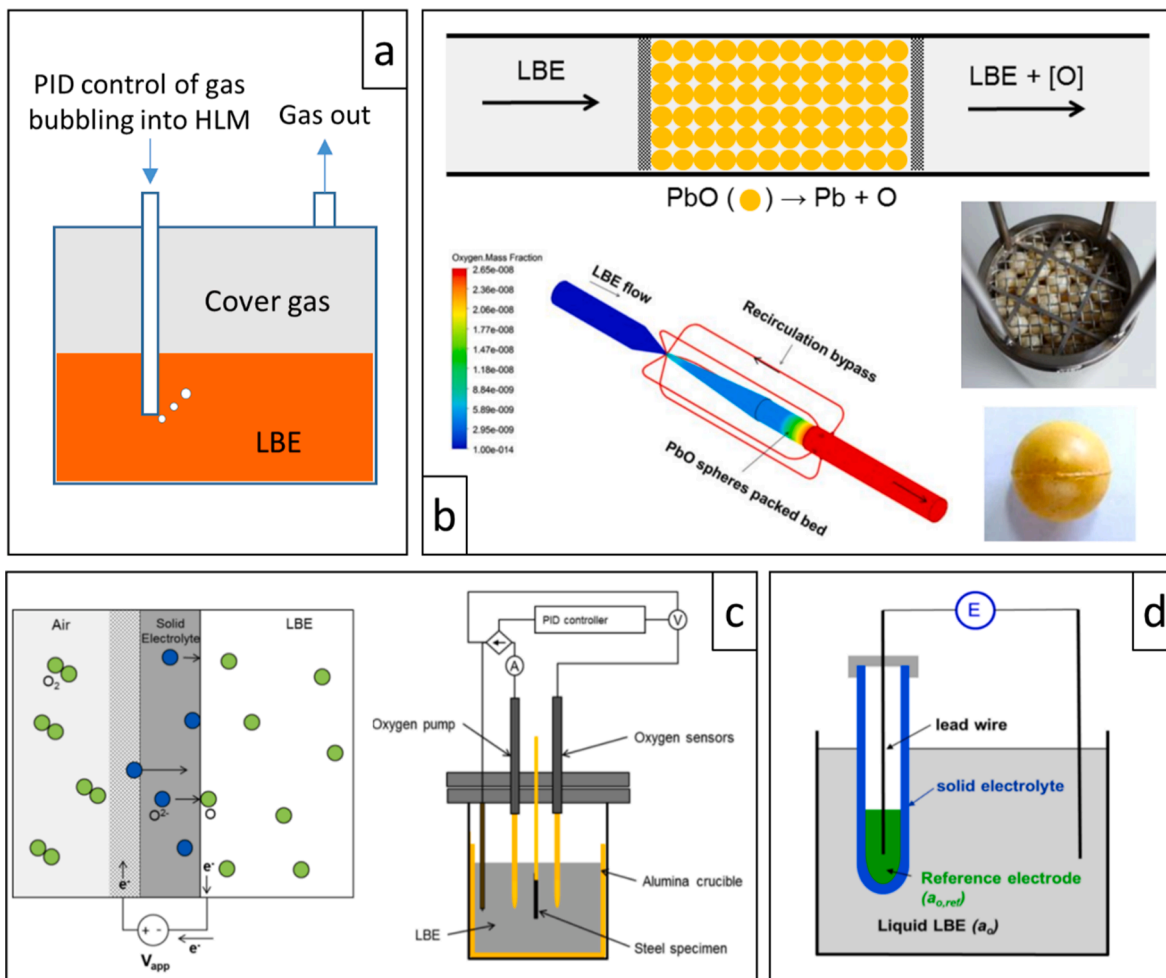 a
PID control of gas
bubbling into HLM
Gas out
Cover gas
LBE
b
LBE
LBE + [O]
PbO ( ) → Pb + O
Oxygen.Mass Fraction
2.65e-008
2.36e-008
2.06e-008
1.77e-008
1.47e-008
1.18e-008
8.84e-009
5.89e-009
2.95e-009
1.00e-014
LBE flow
Recirculation bypass
PbO spheres packed bed
c
Air
Solid
Electrolyte
LBE
O2
O2-
O
e-
e-
+ -
e-
Vapp
PID controller
V
A
Oxygen pump
Oxygen sensors
Alumina crucible
LBE
Steel specimen
d
E
lead wire
solid electrolyte
Reference electrode
(ao,ref)
Liquid LBE (ao)